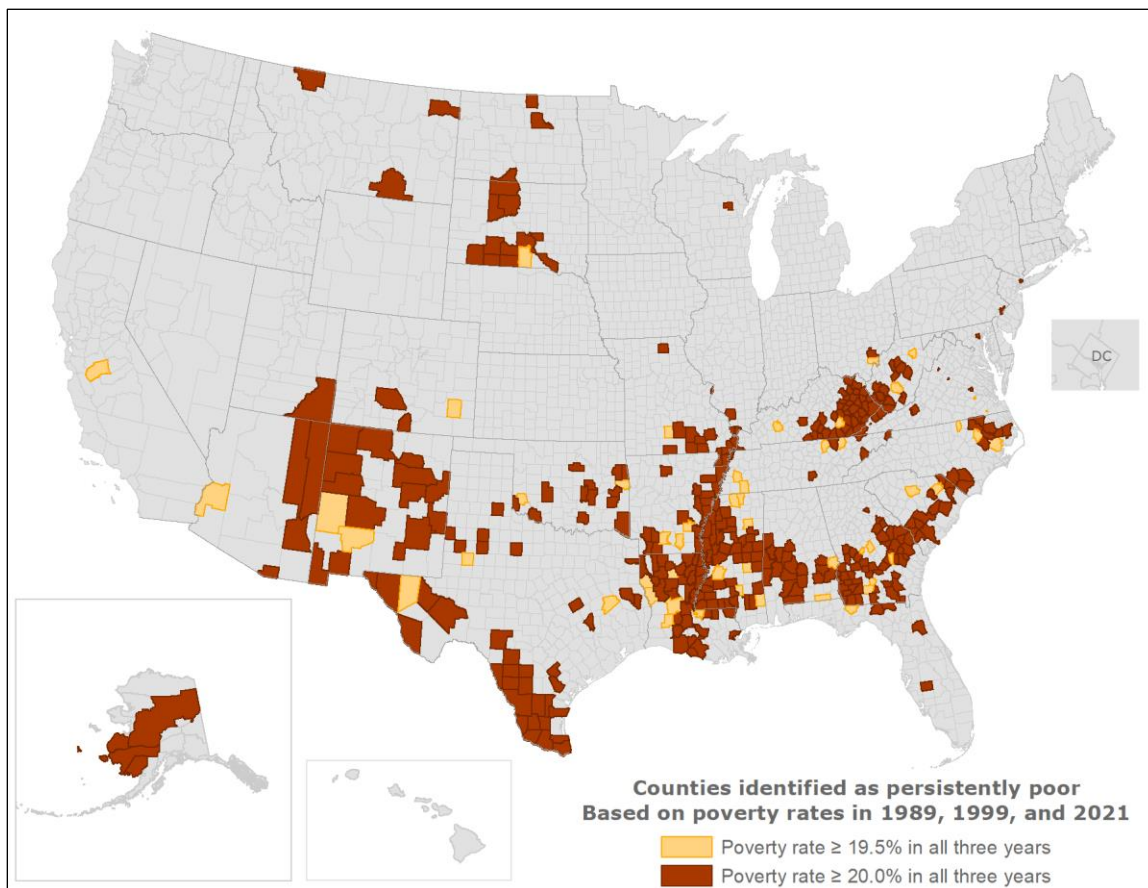 DC
Counties identified as persistently poor
Based on poverty rates in 1989, 1999, and 2021
Poverty rate ≥ 19.5% in all three years
Poverty rate ≥ 20.0% in all three years